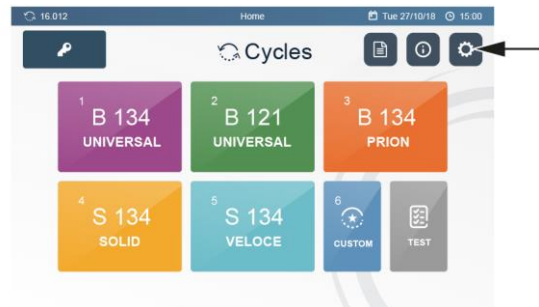 16.012 Home Tue 27/10/18 15:00
Cycles
1
B 134
UNIVERSAL
2
B 121
UNIVERSAL
3
B 134
PRION
4
S 134
SOLID
5
S 134
VELOCE
6
CUSTOM
TEST